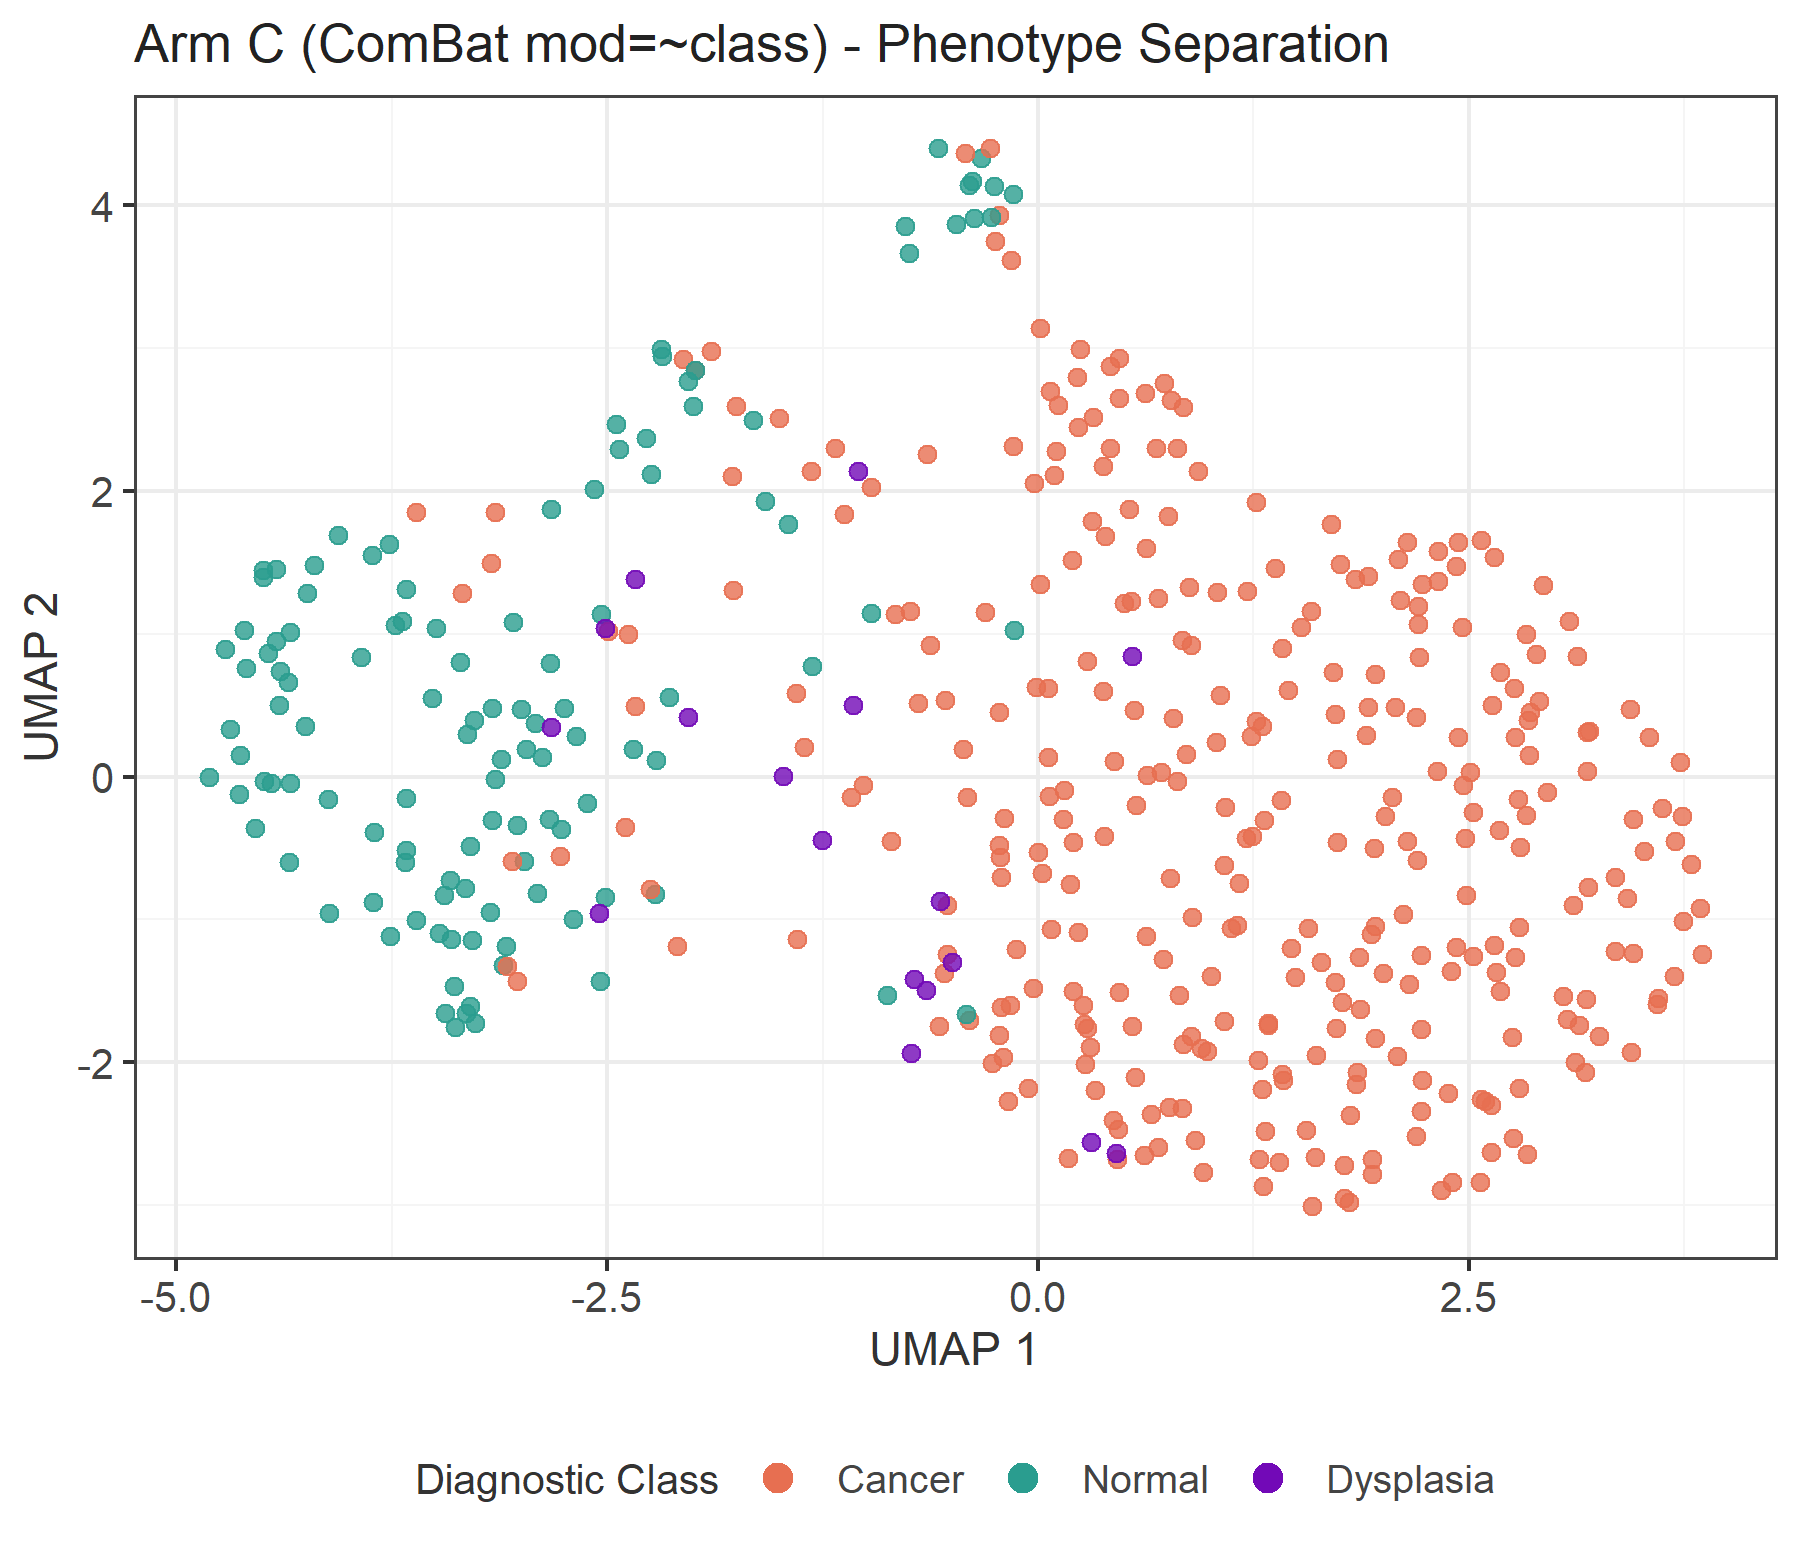 Arm C (ComBat mod=~class) - Phenotype Separation
4
2
0
-2
UMAP 2
-5.0 -2.5 0.0 2.5
UMAP 1
Diagnostic Class Cancer Normal Dysplasia